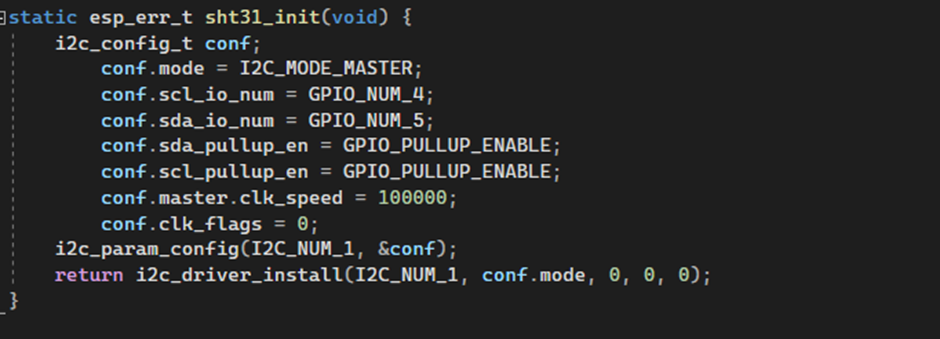 static esp_err_t sht31_init(void) {
    i2c_config_t conf;
        conf.mode = I2C_MODE_MASTER;
        conf.scl_io_num = GPIO_NUM_4;
        conf.sda_io_num = GPIO_NUM_5;
        conf.sda_pullup_en = GPIO_PULLUP_ENABLE;
        conf.scl_pullup_en = GPIO_PULLUP_ENABLE;
        conf.master.clk_speed = 100000;
        conf.clk_flags = 0;
    i2c_param_config(I2C_NUM_1, &conf);
    return i2c_driver_install(I2C_NUM_1, conf.mode, 0, 0, 0);
}